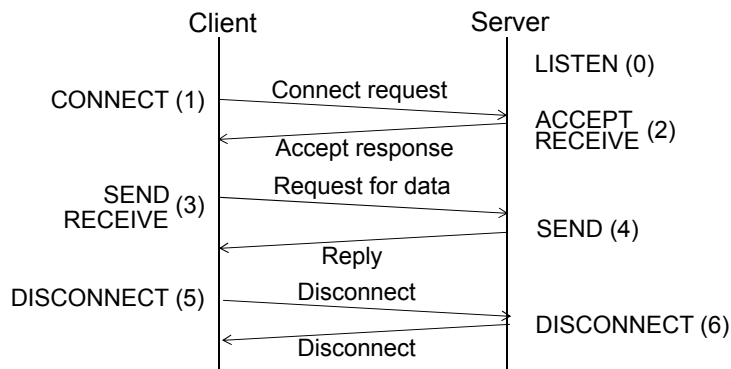 Client
Server
LISTEN (0)
CONNECT (1)
Connect request
ACCEPT
RECEIVE (2)
Accept response
SEND
RECEIVE (3)
Request for data
SEND (4)
Reply
DISCONNECT (5)
Disconnect
DISCONNECT (6)
Disconnect